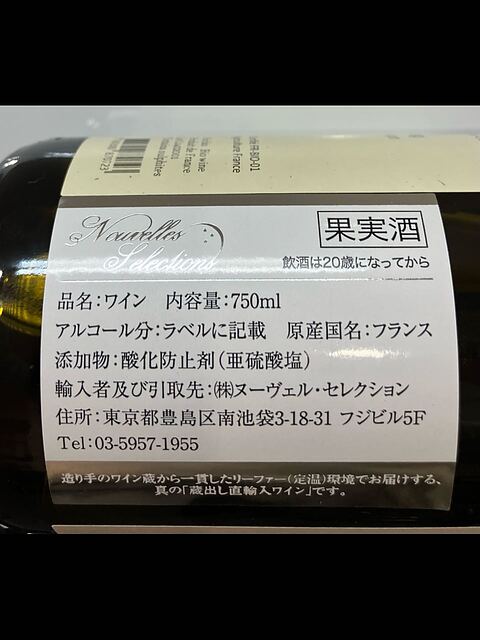 Nouvelles
Selections
果実酒
飲酒は20歳になってから
品名:ワイン 内容量:750ml
アルコール分:ラベルに記載 原産国名:フランス
添加物:酸化防止剤(亜硫酸塩)
輸入者及び引取先:㈱ヌーヴェル・セレクション
住所:東京都豊島区南池袋3-18-31 フジビル5F
Tel:03-5957-1955
造り手のワイン蔵から一貫したリーファー(定温)環境でお届けする、
真の「蔵出し直輸入ワイン」です。